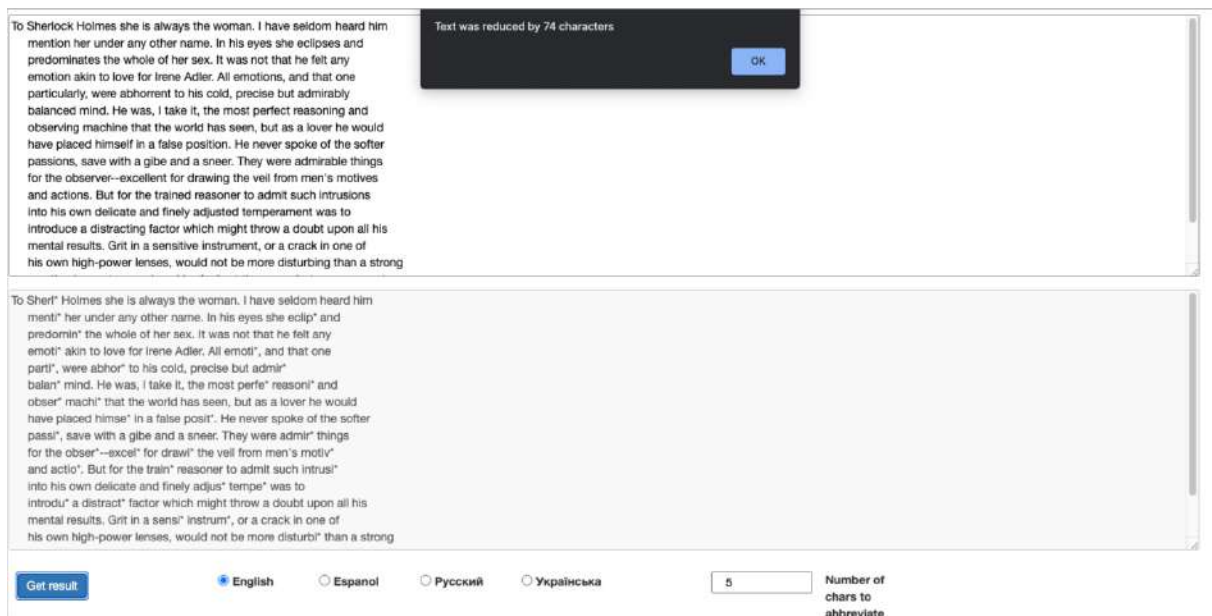 Text was reduced by 74 characters
OK
To Sherlock Holmes she is always the woman. I have seldom heard him
mention her under any other name. In his eyes she eclipses and
predominates the whole of her sex. It was not that he felt any
emotion akin to love for Irene Adler. All emotions, and that one
particularly, were abhorrent to his cold, precise but admirably
balanced mind. He was, I take it, the most perfect reasoning and
observing machine that the world has seen, but as a lover he would
have placed himself in a false position. He never spoke of the softer
passions, save with a gibe and a sneer. They were admirable things
for the observer--excellent for drawing the veil from men's motives
and actions. But for the trained reasoner to admit such intrusions
into his own delicate and finely adjusted temperament was to
introduce a distracting factor which might throw a doubt upon all his
mental results. Grit in a sensitive instrument, or a crack in one of
his own high-power lenses, would not be more disturbing than a strong
To Sherl* Holmes she is always the woman. I have seldom heard him
menti* her under any other name. In his eyes she eclip* and
predomin* the whole of her sex. It was not that he felt any
emoti* akin to love for Irene Adler. All emoti*, and that one
parti*, were abhor* to his cold, precise but admir*
balan* mind. He was, I take it, the most perfe* reasoni* and
obser* machi* that the world has seen, but as a lover he would
have placed himse* in a false posit*. He never spoke of the softer
passi*, save with a gibe and a sneer. They were admir* things
for the obser*--excel* for drawi* the veil from men's motiv*
and actio*. But for the train* reasoner to admit such intrusi*
into his own delicate and finely adjus* tempe* was to
introdu* a distract* factor which might throw a doubt upon all his
mental results. Grit in a sensi* instrum*, or a crack in one of
his own high-power lenses, would not be more disturbi* than a strong
Get result English Espanol Русский Українська 5 Number of
chars to
abbreviate